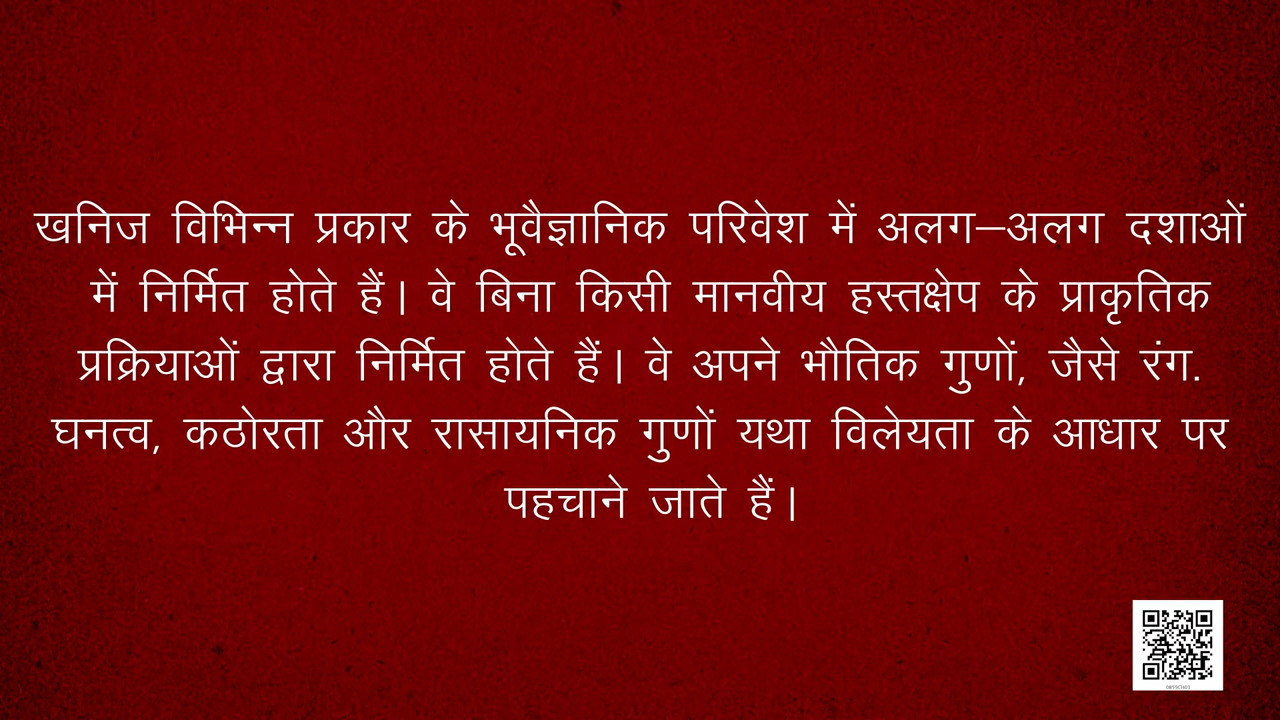 खनिज विभिन्न प्रकार के भूवैज्ञानिक परिवेश में अलग–अलग दशाओं
में निर्मित होते हैं। वे बिना किसी मानवीय हस्तक्षेप के प्राकृतिक
प्रक्रियाओं द्वारा निर्मित होते हैं। वे अपने भौतिक गुणों, जैसे रंग.
घनत्व, कठोरता और रासायनिक गुणों यथा विलेयता के आधार पर
पहचाने जाते हैं।